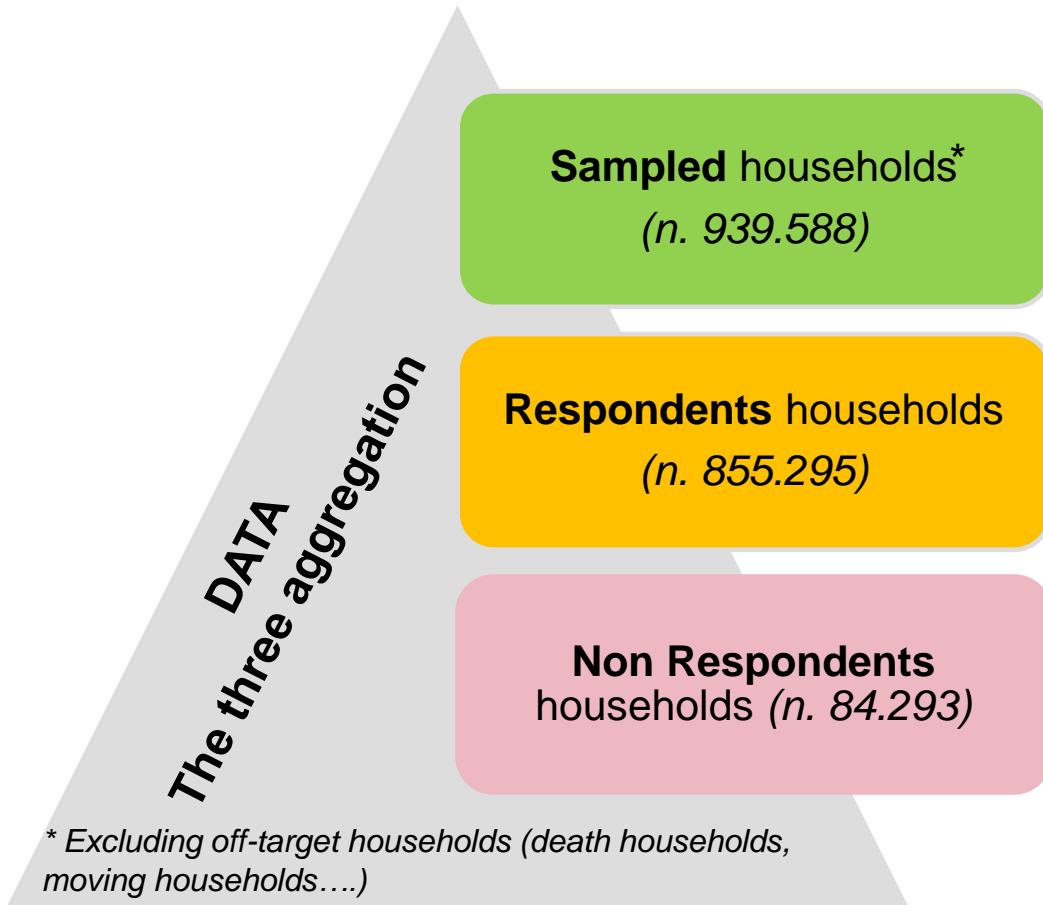 Sampled households*
(n. 939.588)
Respondents households
(n. 855.295)
Non Respondents
households (n. 84.293)
DATA
The three aggregation
* Excluding off-target households (death households,
moving households….)